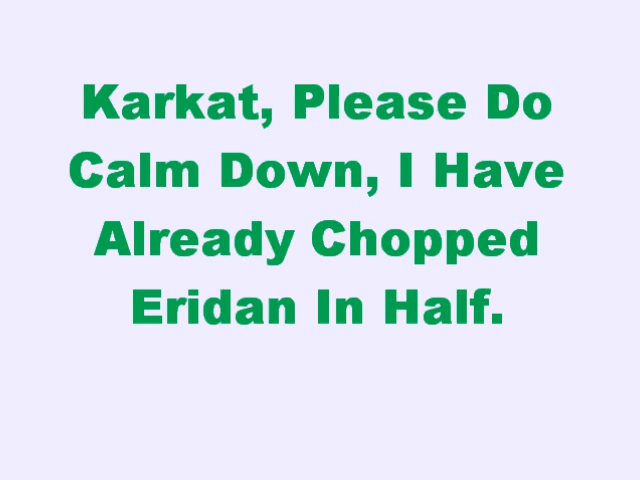 Karkat, Please Do
Calm Down, I Have
Already Chopped
Eridan In Half.